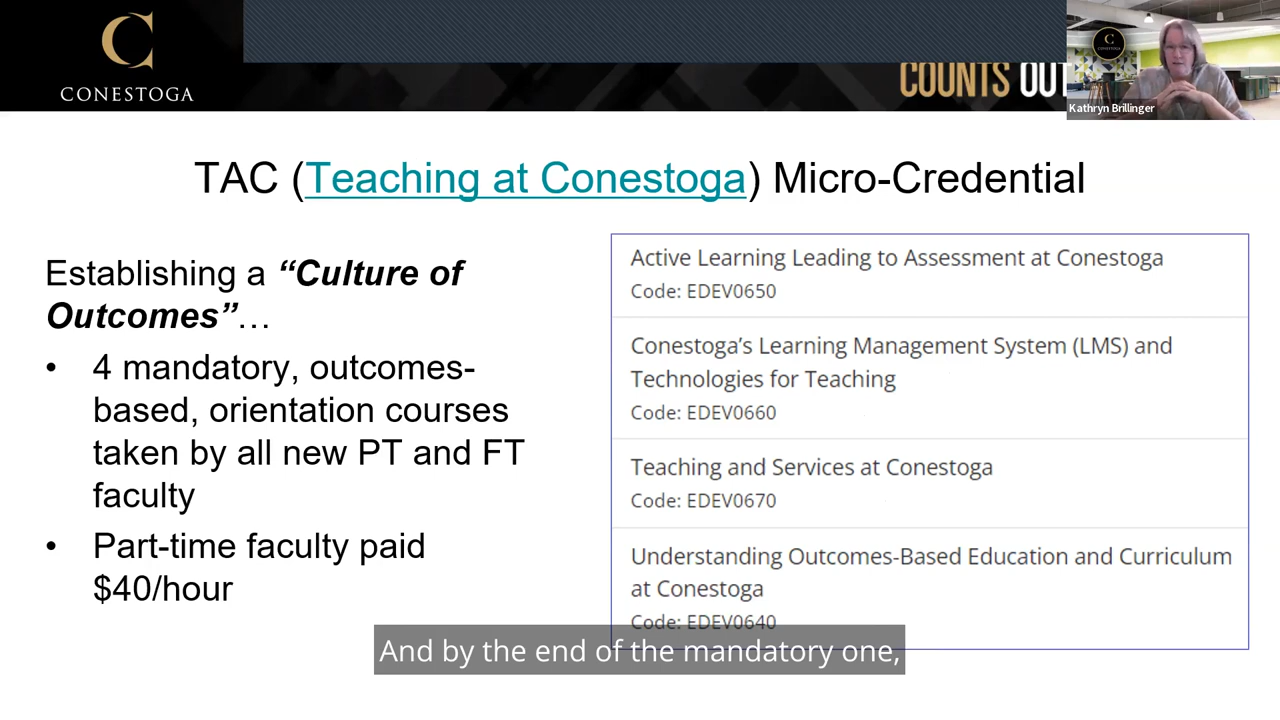 C
CONESTOGA
COUNTS OUT
C
CONESTOGA
Kathryn Brillinger
TAC (Teaching at Conestoga) Micro-Credential
Establishing a “Culture of
Outcomes”…
• 4 mandatory, outcomes-
based, orientation courses
taken by all new PT and FT
faculty
• Part-time faculty paid
$40/hour
Active Learning Leading to Assessment at Conestoga
Code: EDEV0650
Conestoga’s Learning Management System (LMS) and
Technologies for Teaching
Code: EDEV0660
Teaching and Services at Conestoga
Code: EDEV0670
Understanding Outcomes-Based Education and Curriculum
at Conestoga
Code: EDEV0640
And by the end of the mandatory one,